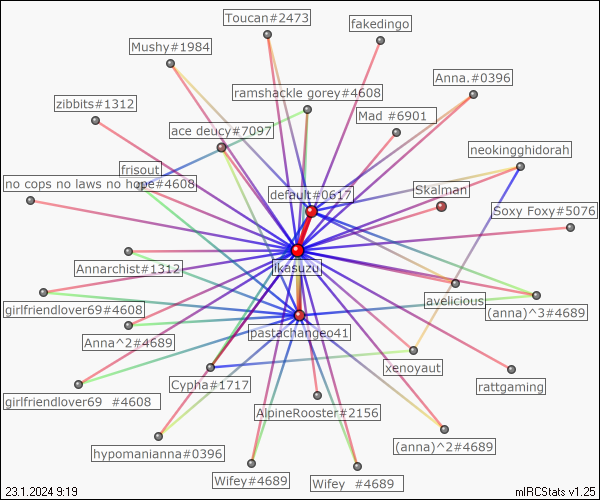 Toucan#2473
fakedingo
Mushy#1984
Anna.#0396
ramshackle gorey#4608
zibbits#1312
Mad #6901
ace deucy#7097
neokingghidorah
frisout
no cops no laws no hope#4608
Skalman
default#0617
Soxy Foxy#5076
Annarchist#1312
ikasuzu
avelicious
girlfriendlover69#4608
(anna)^3#4689
pastachangeo41
Anna^2#4689
xenoyaut
Cypha#1717
rattgaming
girlfriendlover69 #4608
AlpineRooster#2156
(anna)^2#4689
hypomanianna#0396
Wifey#4689
Wifey #4689
23.1.2024 9:19
mIRCStats v1.25